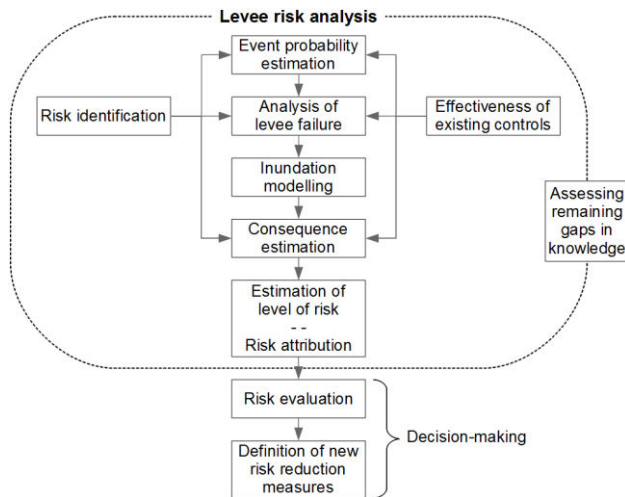 Levee risk analysis
Event probability
estimation
Risk identification
Analysis of
levee failure
Effectiveness of
existing controls
Inundation
modelling
Assessing
remaining
gaps in
knowledge
Consequence
estimation
Estimation of
level of risk
- -
Risk attribution
Risk evaluation
Decision-making
Definition of new
risk reduction
measures